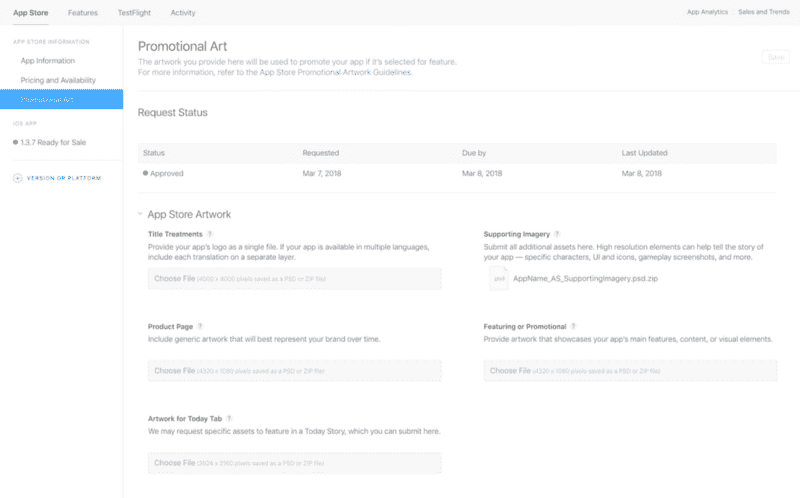 App Store Features TestFlight Activity App Analytics Sales and Trends
APP STORE INFORMATION
App Information
Pricing and Availability
Promotional Art
IOS APP
1.3.7 Ready for Sale
VERSION OR PLATFORM
Promotional Art
The artwork you provide here will be used to promote your app if it's selected for feature.
For more information, refer to the App Store Promotional Artwork Guidelines.
Save
Request Status
Status Requested Due by Last Updated
Approved Mar 7, 2018 Mar 8, 2018 Mar 8, 2018
App Store Artwork
Title Treatments ?
Provide your app's logo as a single file. If your app is available in multiple languages,
include each translation on a separate layer.
Choose File (4000 x 4000 pixels saved as a PSD or ZIP file)
Supporting Imagery ?
Submit all additional assets here. High resolution elements can help tell the story of
your app — specific characters, UI and icons, gameplay screenshots, and more.
AppName_AS_SupportingImagery.psd.zip
Product Page ?
Include generic artwork that will best represent your brand over time.
Choose File (4320 x 1080 pixels saved as a PSD or ZIP file)
Featuring or Promotional ?
Provide artwork that showcases your app's main features, content, or visual elements.
Choose File (4320 x 1080 pixels saved as a PSD or ZIP file)
Artwork for Today Tab ?
We may request specific assets to feature in a Today Story, which you can submit here.
Choose File (3524 x 2160 pixels saved as a PSD or ZIP file)